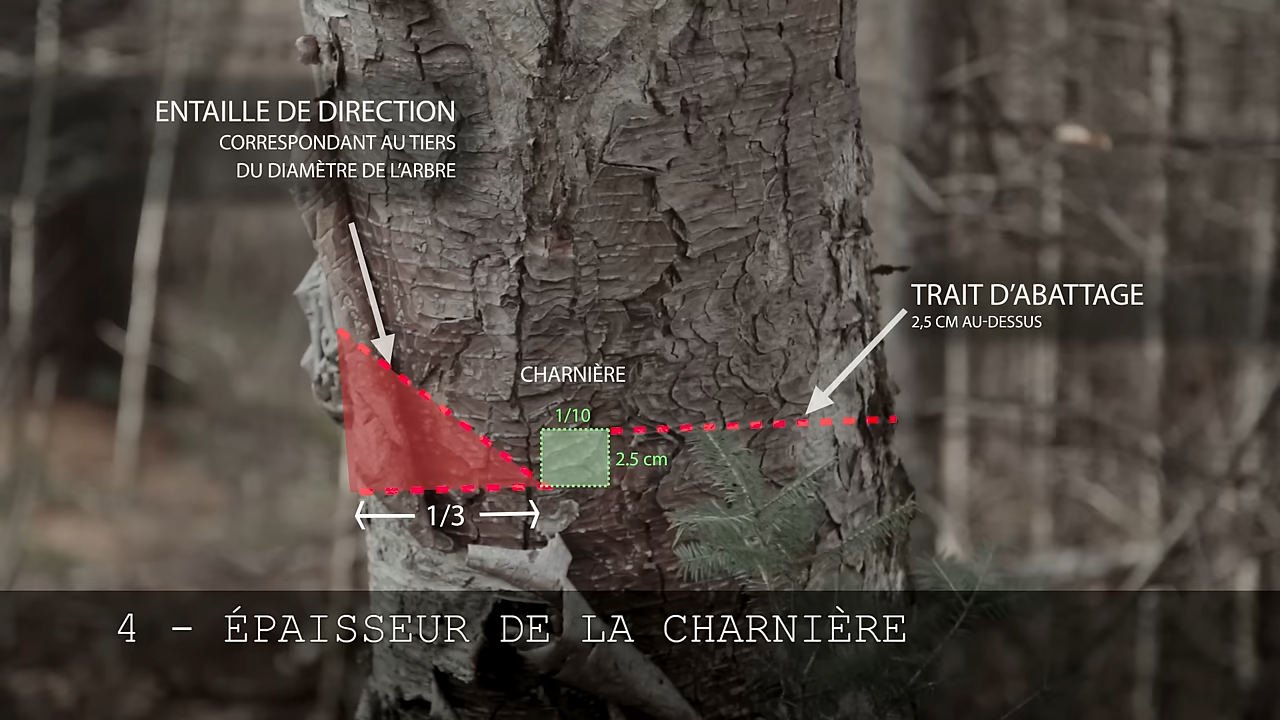 ENTAILLE DE DIRECTION
CORRESPONDANT AU TIERS
DU DIAMÈTRE DE L'ARBRE
TRAIT D'ABATTAGE
2,5 CM AU-DESSUS
CHARNIÈRE
1/10
2.5 cm
1/3
4 - ÉPAISSEUR DE LA CHARNIÈRE